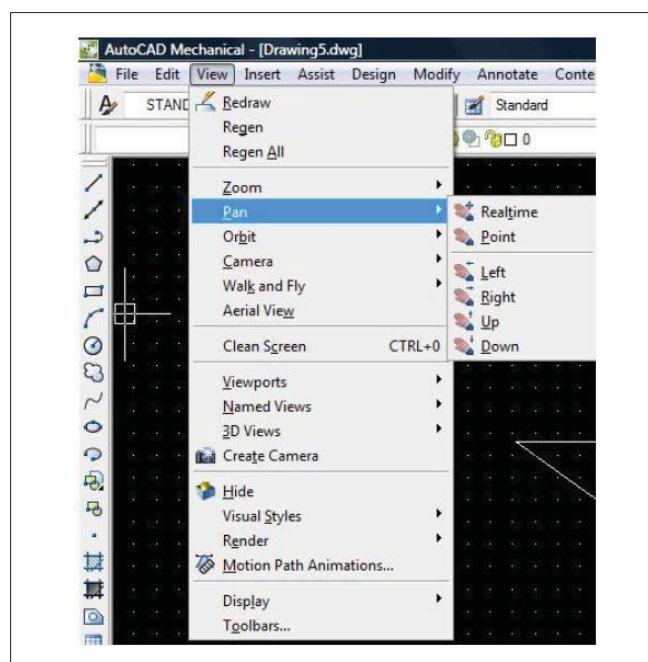 AutoCAD Mechanical - [Drawing5.dwg]
File Edit View Insert Assist Design Modify Annotate Conte
STAND Standard
0
Redraw
Regen
Regen All
Zoom
Pan
Realtime
Orbit
Point
Camera
Left
Walk and Fly
Right
Aerial View
Up
Clean Screen CTRL+0
Down
Viewports
Named Views
3D Views
Create Camera
Hide
Visual Styles
Render
Motion Path Animations...
Display
Toolbars...